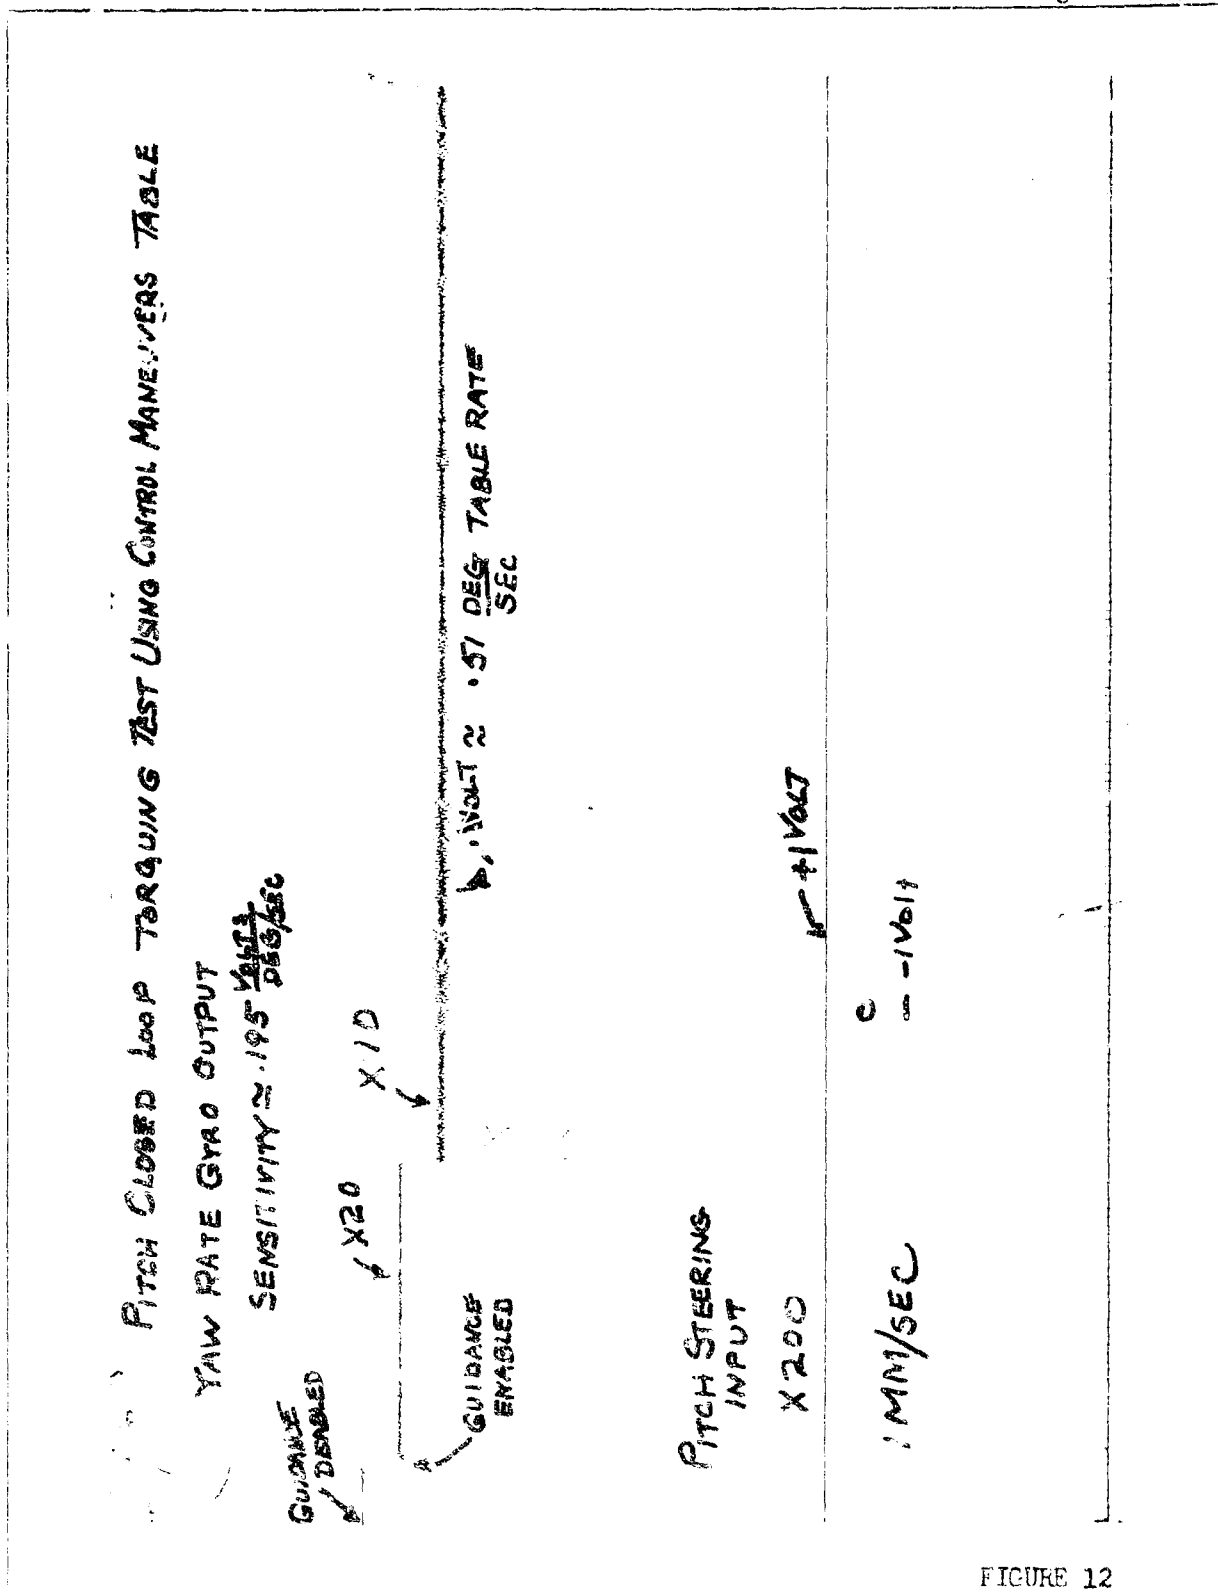 PITCH CLOSED LOOP TORQUING TEST USING CONTROL MANEUVERS TABLE
YAW RATE GYRO OUTPUT
SENSITIVITY ≈ .195 VOLTS
DEG/SEC
GUIDANCE
DISABLED
X20
X10
GUIDANCE
ENABLED
.1VOLT ≈ .51 DEG TABLE RATE
SEC
PITCH STEERING
INPUT
X200
+1VOLT
C
-1Volt
1MM/SEC
FIGURE 12